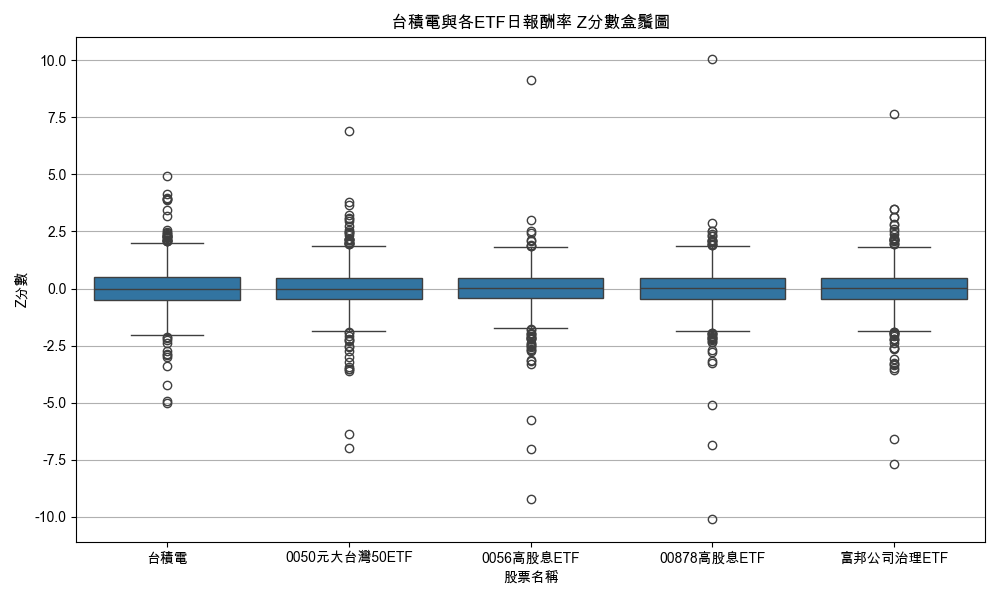 台積電與各ETF日報酬率 Z分數盒鬚圖
10.0
7.5
5.0
2.5
0.0
-2.5
-5.0
-7.5
-10.0
Z分數
台積電
0050元大台灣50ETF
0056高股息ETF
00878高股息ETF
富邦公司治理ETF
股票名稱